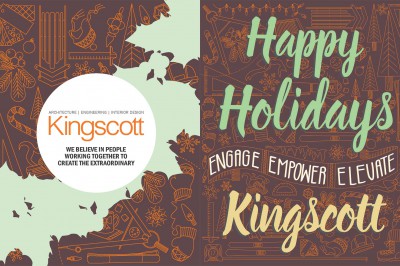 ARCHITECTURE | ENGINEERING | INTERIOR DESIGN
Kingscott
WE BELIEVE IN PEOPLE
WORKING TOGETHER TO
CREATE THE EXTRAORDINARY
Happy
Holidays
ENGAGE EMPOWER ELEVATE
Kingscott